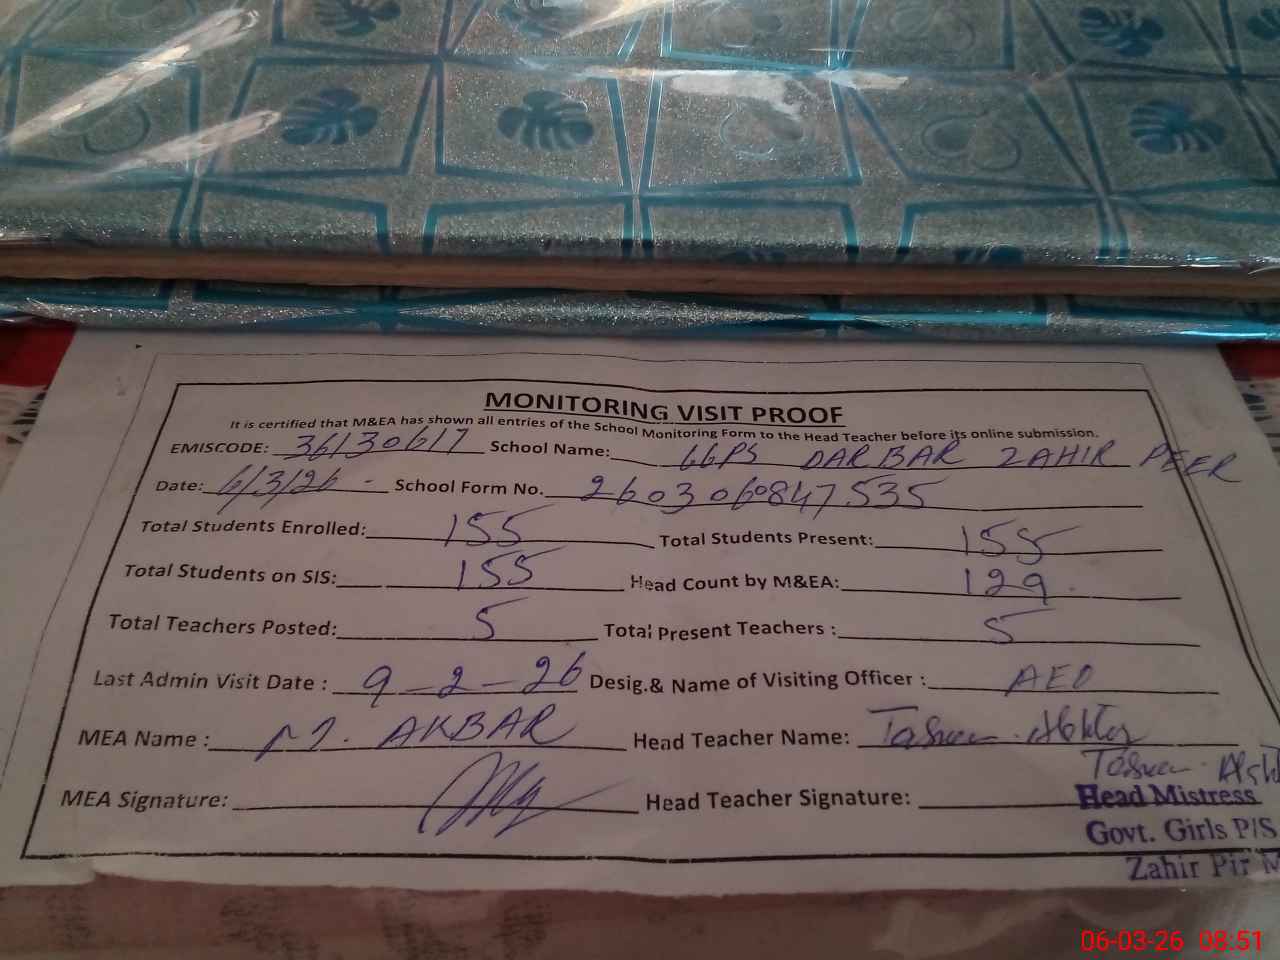 MONITORING VISIT PROOF
It is certified that M&EA has shown all entries of the School Monitoring Form to the Head Teacher before its online submission.
EMISCODE: 36130617 School Name: GGPS DARBAR ZAHIR PEER
Date: 6/3/26 - School Form No. 2603060847535
Total Students Enrolled: 155 Total Students Present: 155
Total Students on SIS: 155 Head Count by M&EA: 129
Total Teachers Posted: 5 Total Present Teachers : 5
Last Admin Visit Date : 9-2-26 Desig.& Name of Visiting Officer : AEO
MEA Name : M. AKBAR Head Teacher Name:
MEA Signature: Head Teacher Signature:
Head Mistress
Govt. Girls P/S
Zahir Pir
06-03-26 08:51